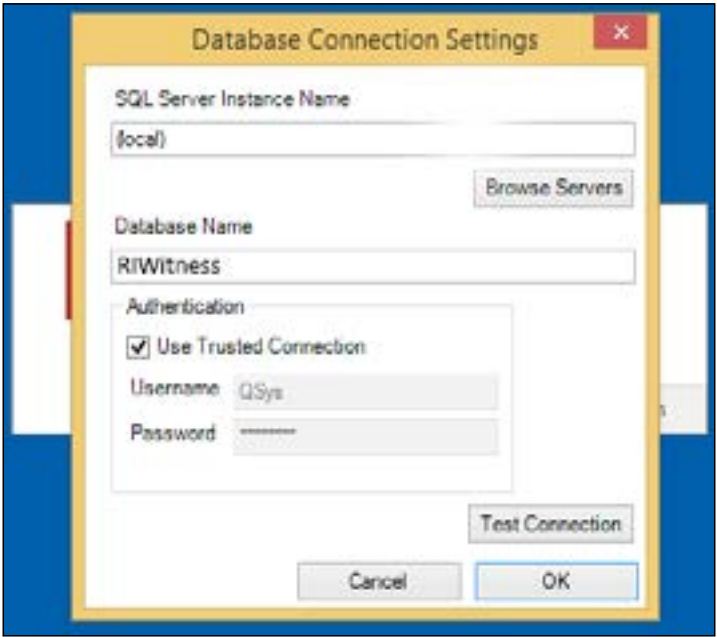 Database Connection Settings
SQL Server Instance Name
(local)
Browse Servers
Database Name
RIWitness
Authentication
Use Trusted Connection
Username QSys
Password
Test Connection
Cancel OK